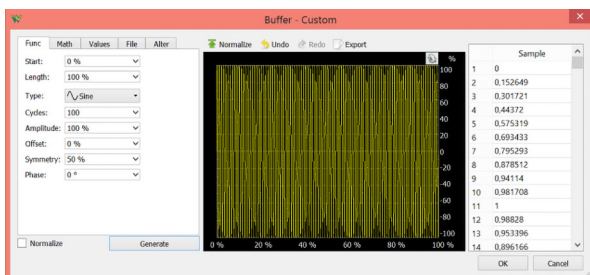 Buffer - Custom
Func Math Values File Alter
Start: 0 %
Length: 100 %
Type: Sine
Cycles: 100
Amplitude: 100 %
Offset: 0 %
Symmetry: 50 %
Phase: 0 °
Normalize Generate
Normalize Undo Redo Export
%
100
80
60
40
20
0
-20
-40
-60
-80
-100
0 % 20 % 40 % 60 % 80 % 100 %
Sample
1 0
2 0,152649
3 0,301721
4 0,44372
5 0,575319
6 0,693433
7 0,795293
8 0,878512
9 0,94114
10 0,981708
11 1
12 0,98828
13 0,953396
14 0,896166
OK Cancel